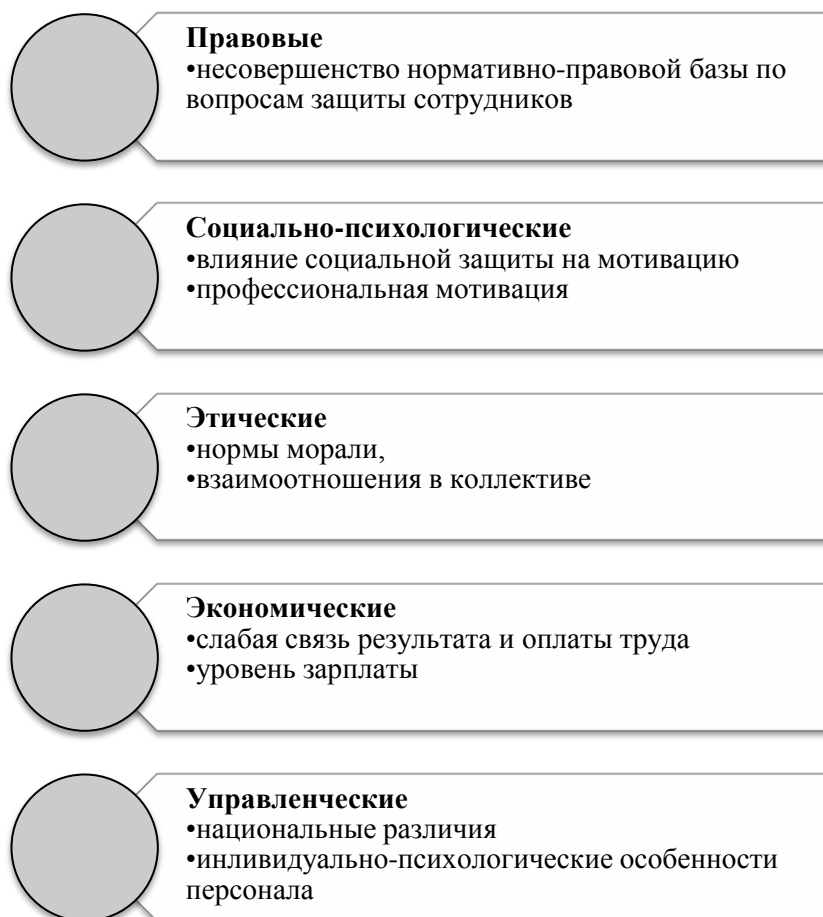 Правовые
•несовершенство нормативно-правовой базы по
вопросам защиты сотрудников
Социально-психологические
•влияние социальной защиты на мотивацию
•профессиональная мотивация
Этические
•нормы морали,
•взаимоотношения в коллективе
Экономические
•слабая связь результата и оплаты труда
•уровень зарплаты
Управленческие
•национальные различия
•инливидуально-психологические особенности
персонала